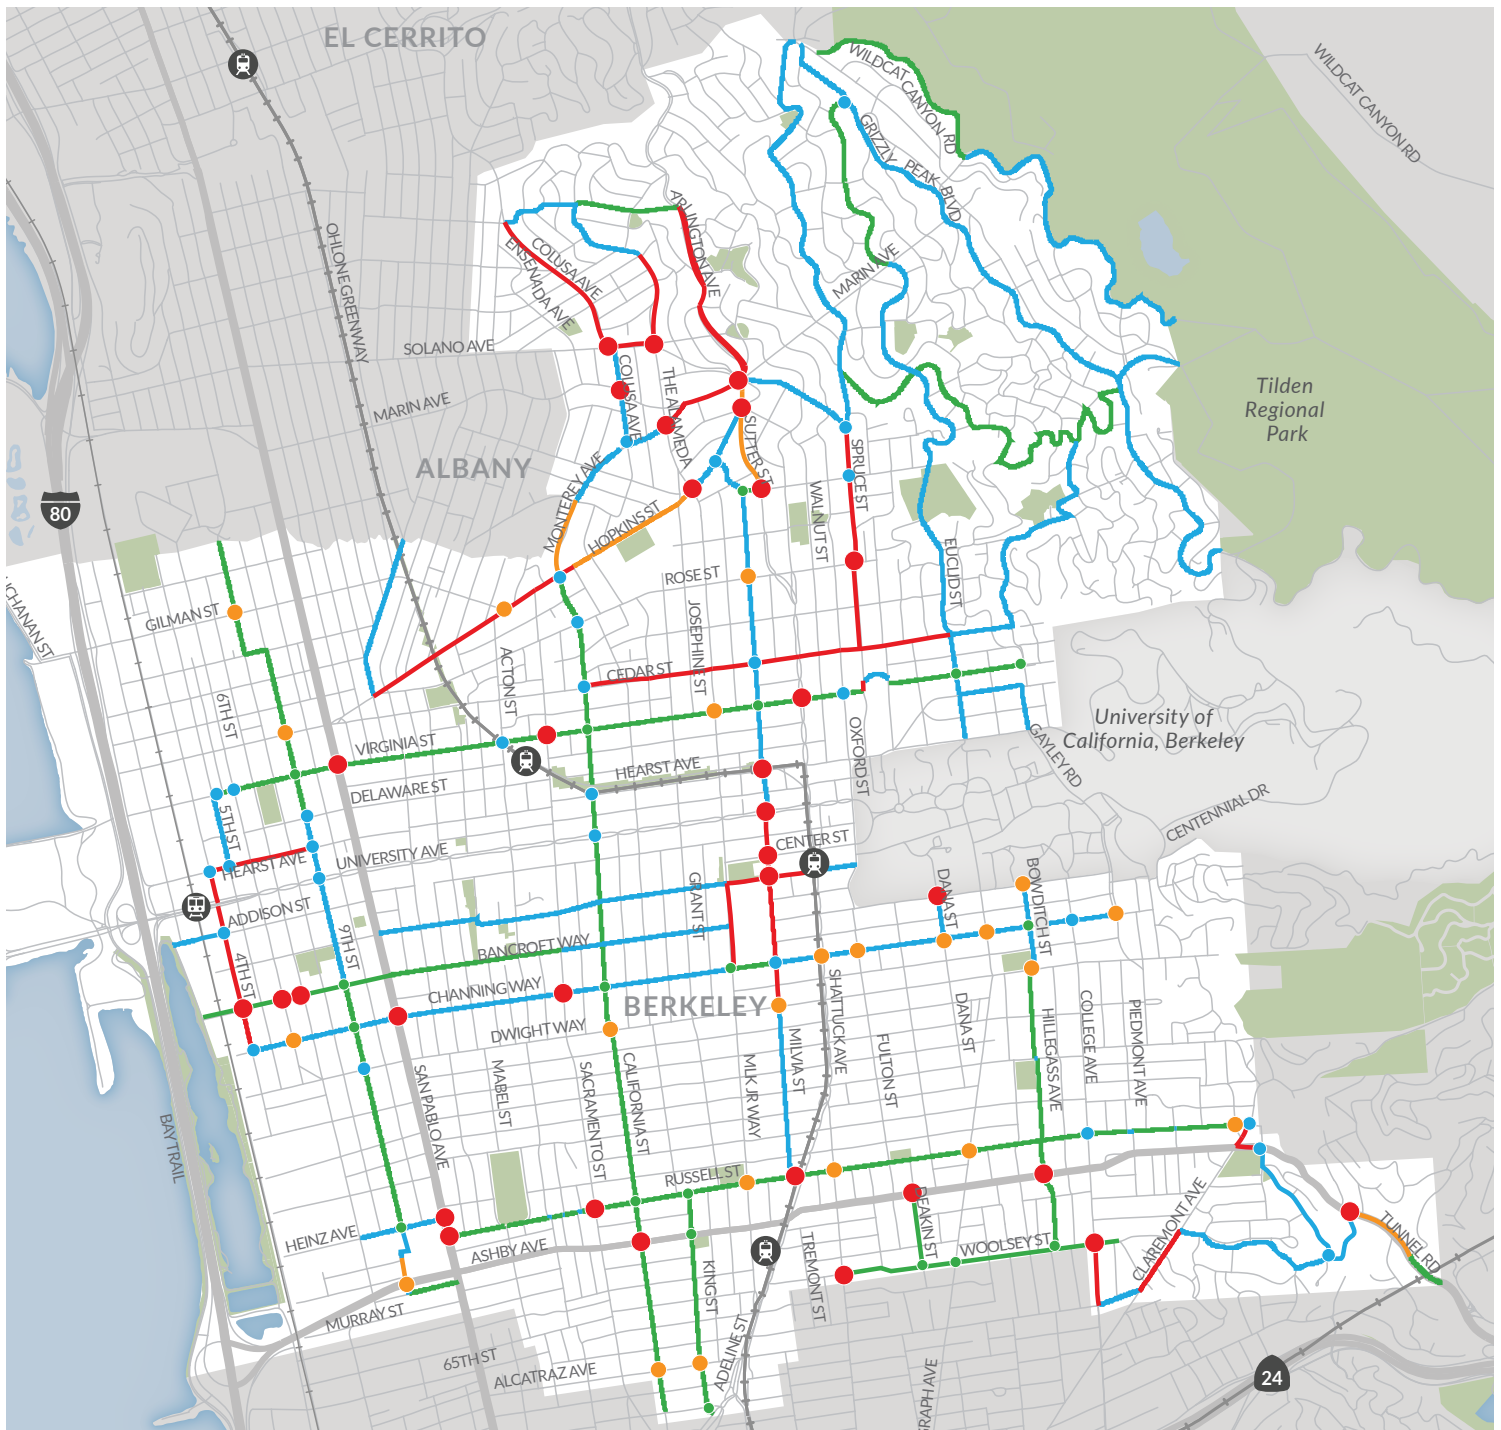 EL CERRITO
WILDCAT CANYON RD
WILDCAT CANYON RD
GRIZZLY PEAK BLVD
ARLINGTON AVE
OHLONE GREENWAY
COLUSA AVE
ENSENADA AVE
MARIN AVE
SOLANO AVE
COLUSA AVE
THE ALAMEDA
MARIN AVE
Tilden
Regional
Park
ALBANY
SUTTER ST
SPRUCE ST
MONTEREY AVE
WALNUT ST
HOPKINS ST
80
EUCLID ST
ROSE ST
GILMAN ST
JOSEPHINE ST
ACTON ST
CEDAR ST
6TH ST
OXFORD ST
University of
California, Berkeley
GAYLEY RD
VIRGINIA ST
HEARST AVE
DELAWARE ST
5TH ST
CENTENNIAL DR
CENTER ST
UNIVERSITY AVE
HEARST AVE
GRANT ST
DANA ST
BOWDITCH ST
ADDISON ST
9TH ST
BANCROFT WAY
4TH ST
CHANNING WAY
BERKELEY
SHATTUCK AVE
DWIGHT WAY
DANA ST
HILLEGASS AVE
COLLEGE AVE
PIEDMONT AVE
MILVIA ST
FULTON ST
MLK JR WAY
CALIFORNIA ST
SACRAMENTO ST
MABEL ST
SAN PABLO AVE
BAY TRAIL
RUSSELL ST
CLAREMONT AVE
TUNNEL RD
DEAKIN ST
WOOLSEY ST
HEINZ AVE
ASHBY AVE
TREMONT ST
KING ST
MURRAY ST
ADELINE ST
65TH ST
ALCATRAZ AVE
24